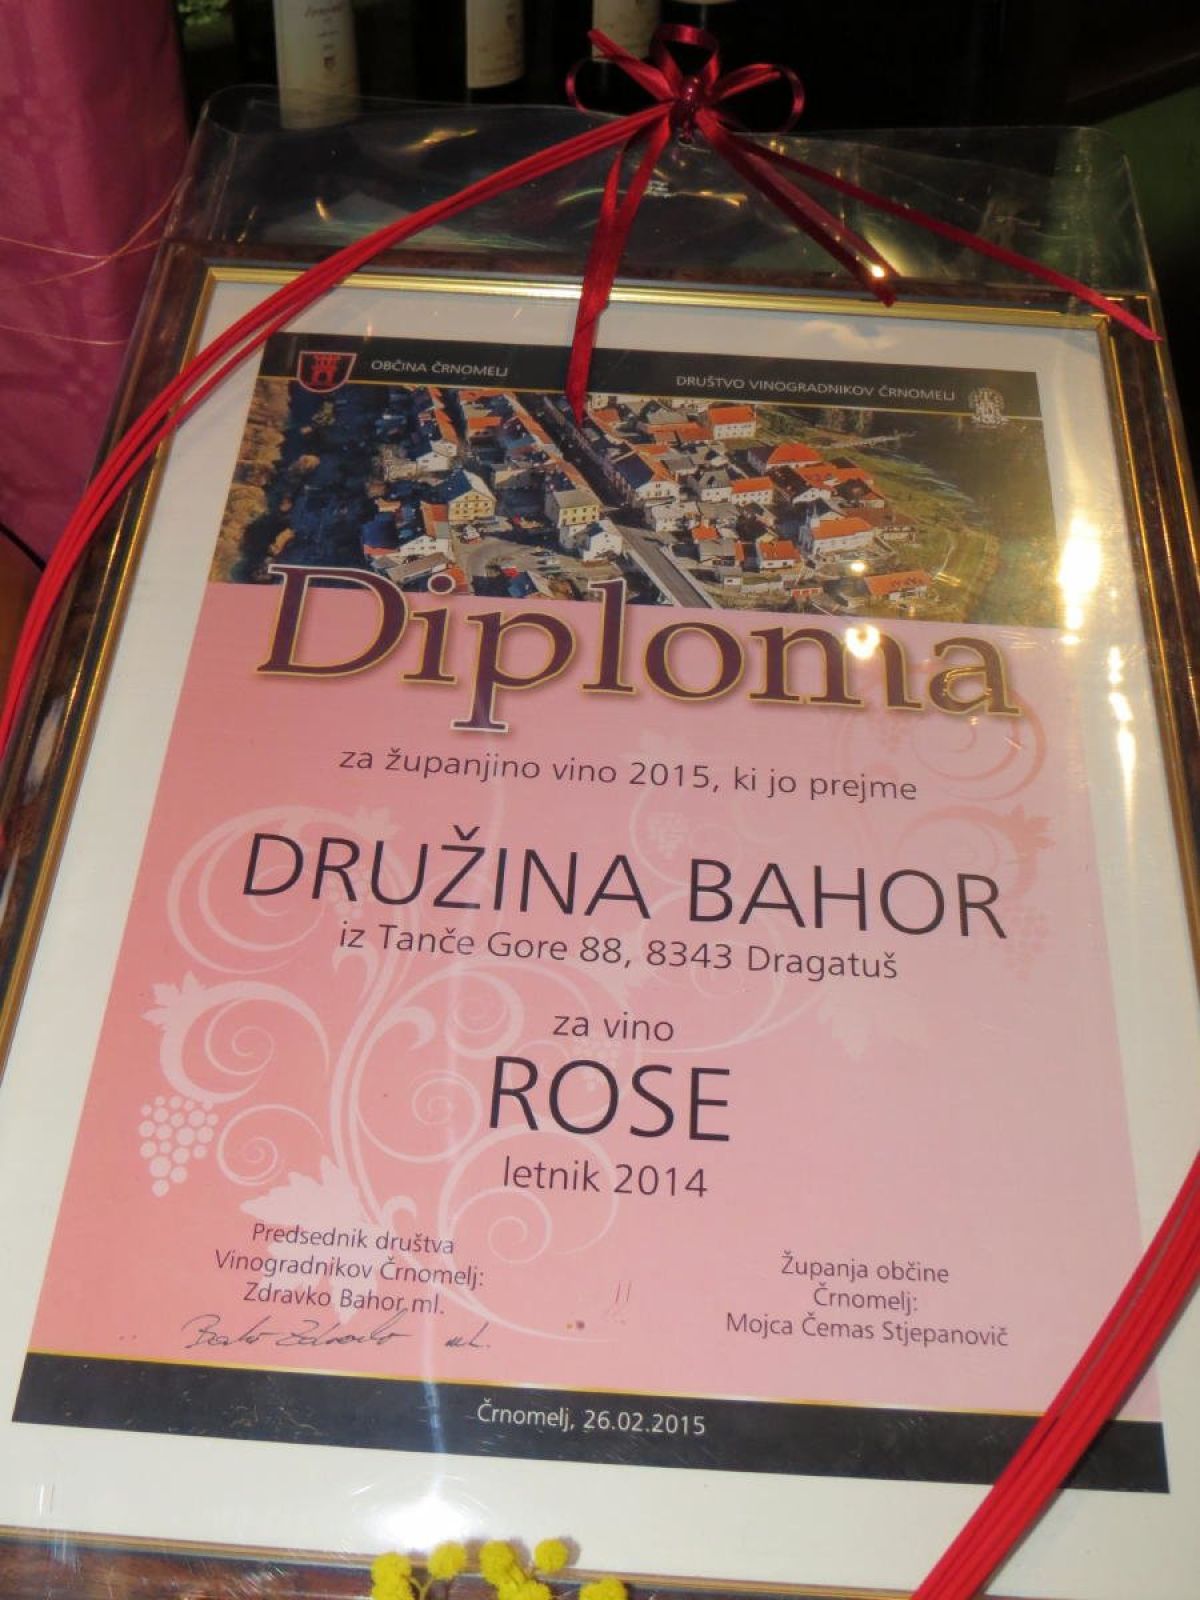 OBČINA ČRNOMELJ
DRUŠTVO VINOGRADNIKOV ČRNOMELJ
Diploma
za županjino vino 2015, ki jo prejme
DRUŽINA BAHOR
iz Tanče Gore 88, 8343 Dragatuš
za vino
ROSE
letnik 2014
Predsednik društva
Vinogradnikov Črnomelj:
Zdravko Bahor, ml.
Županja občine
Črnomelj:
Mojca Čemas Stjepanovič
Črnomelj, 26.02.2015